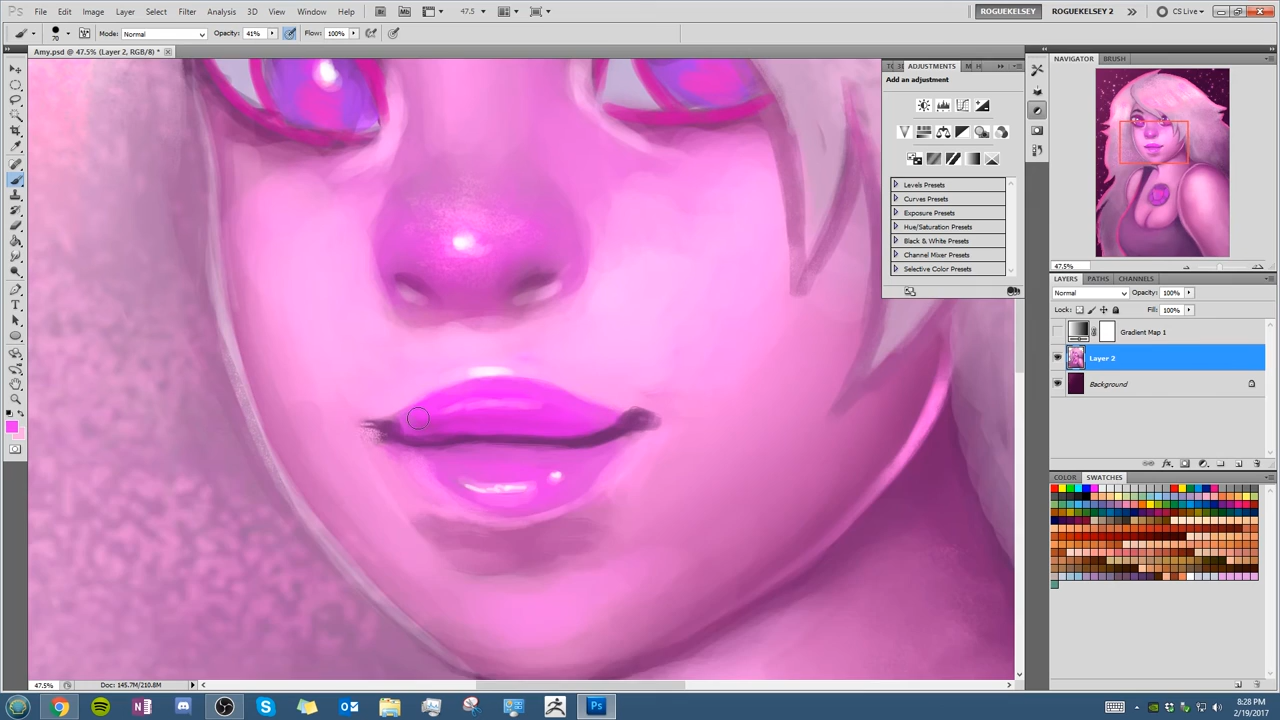 Ps File Edit Image Layer Select Filter Analysis 3D View Window Help Br 47.5 ROGUEKELSEY ROGUEKELSEY 2 CS Live
70 Mode: Normal Opacity: 41% Flow: 100%
Amy.psd @ 47.5% (Layer 2, RGB/8) *
ADJUSTMENTS
Add an adjustment
Levels Presets
Curves Presets
Exposure Presets
Hue/Saturation Presets
Black & White Presets
Channel Mixer Presets
Selective Color Presets
NAVIGATOR BRUSH
47.5%
LAYERS PATHS CHANNELS
Normal Opacity: 100%
Lock: Fill: 100%
Gradient Map 1
Layer 2
Background
COLOR SWATCHES
47.5% Doc: 145.7M/210.8M
Ps
8:28 PM
2/19/2017